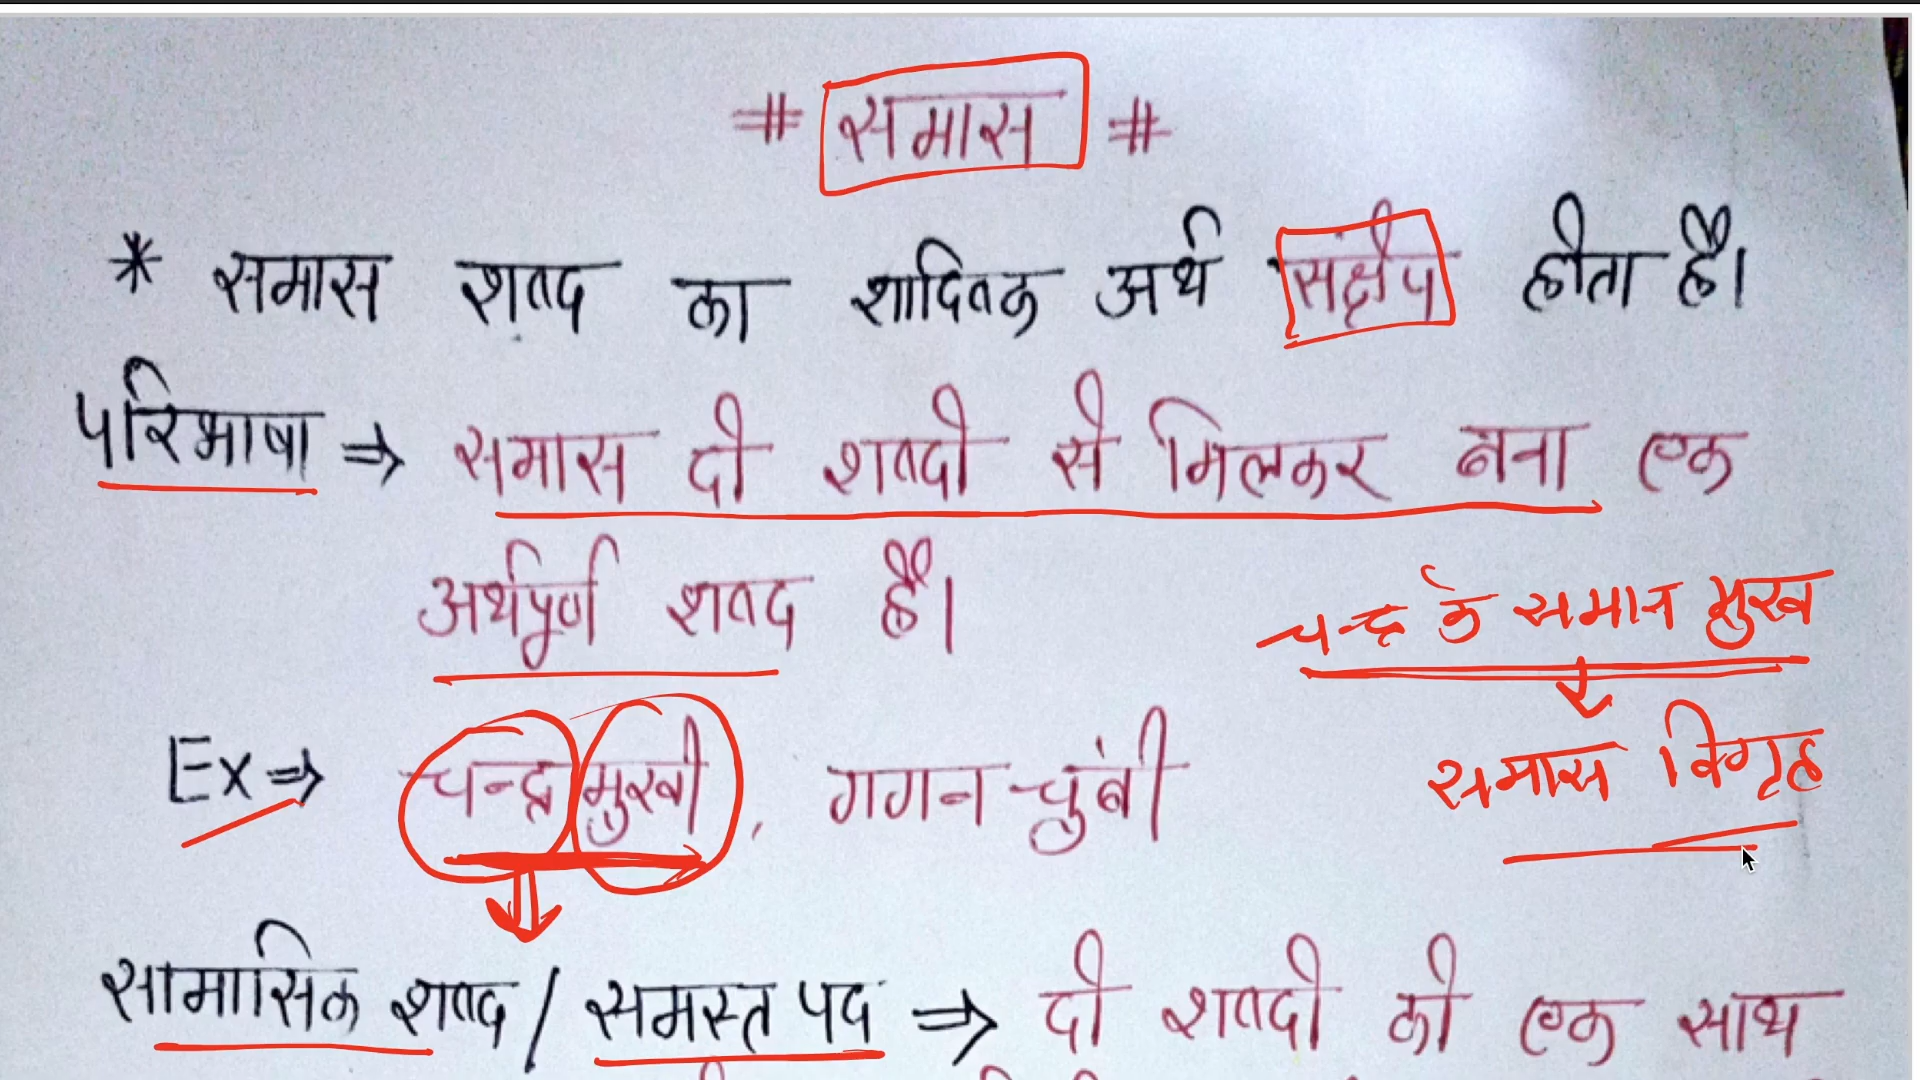 # समास #
* समास शब्द का शाब्दिक अर्थ संक्षेप होता है।
परिभाषा ⇒ समास दो शब्दो से मिलकर बना एक
अर्थपूर्ण शब्द है।
चन्द्र के समान मुख
Ex ⇒ चन्द्रमुखी, गगनचुंबी
समास विग्रह
सामासिक शब्द / समस्त पद ⇒ दो शब्दो को एक साथ